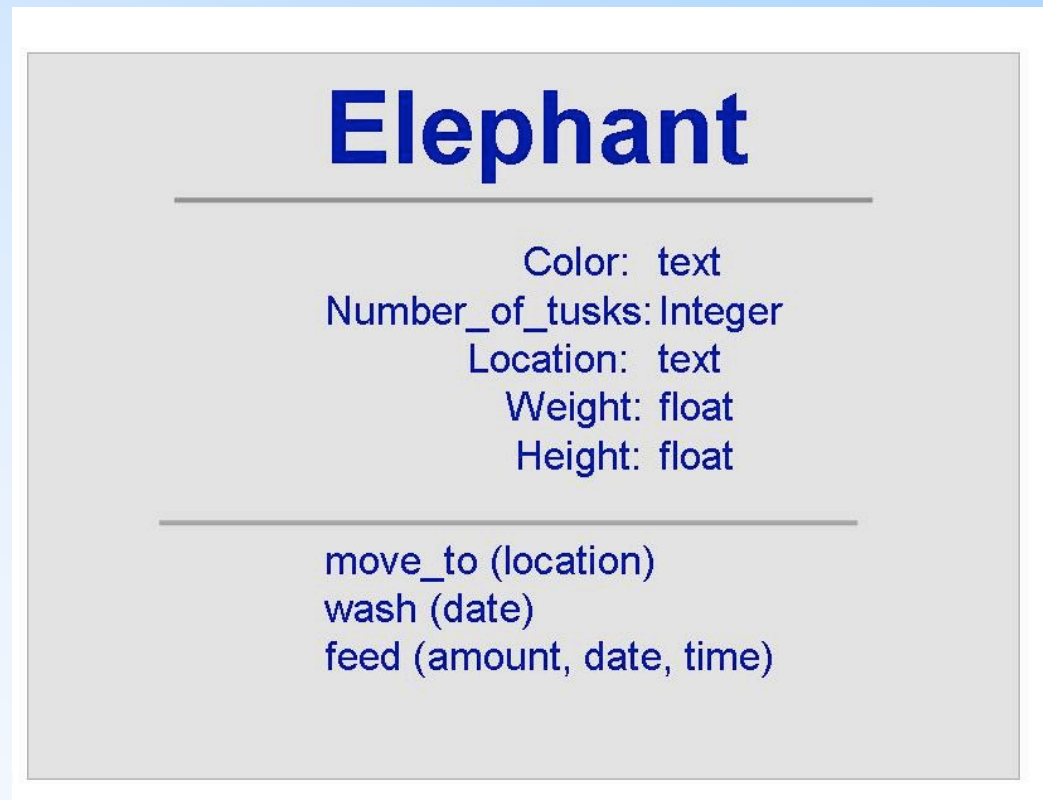 Elephant
Color: text
Number_of_tusks: Integer
Location: text
Weight: float
Height: float
move_to (location)
wash (date)
feed (amount, date, time)